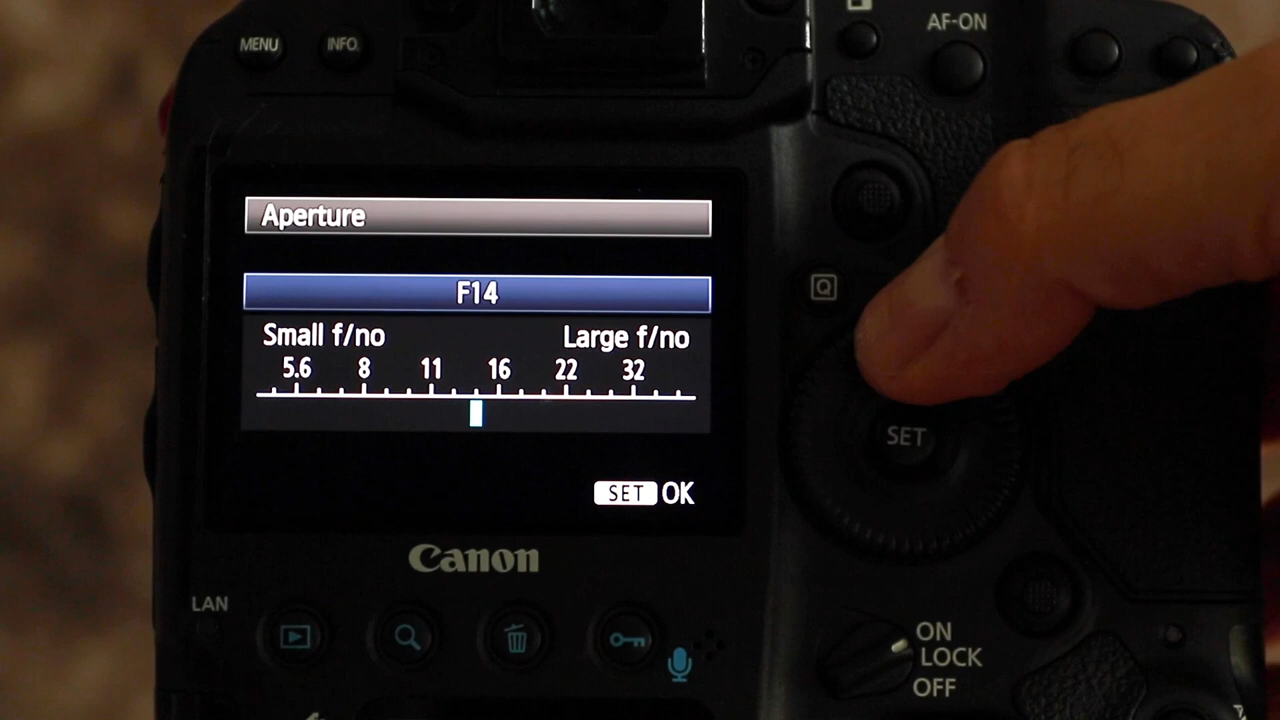 MENU INFO. AF-ON
Aperture
F14
Q
Small f/no Large f/no
5.6 8 11 16 22 32
SET
SET OK
Canon
LAN
ON
LOCK
OFF